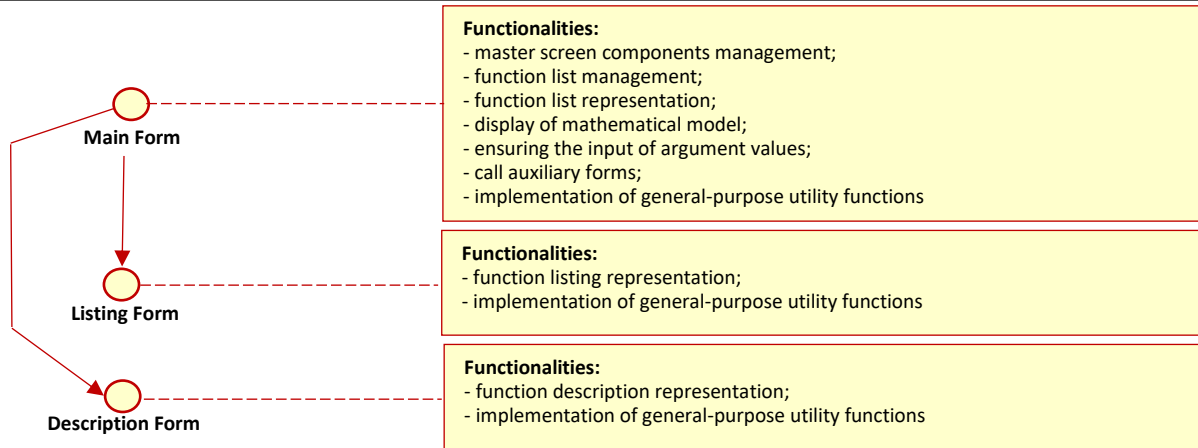 Functionalities:
- master screen components management;
- function list management;
- function list representation;
- display of mathematical model;
- ensuring the input of argument values;
- call auxiliary forms;
- implementation of general-purpose utility functions
Main Form
Functionalities:
- function listing representation;
- implementation of general-purpose utility functions
Listing Form
Functionalities:
- function description representation;
- implementation of general-purpose utility functions
Description Form